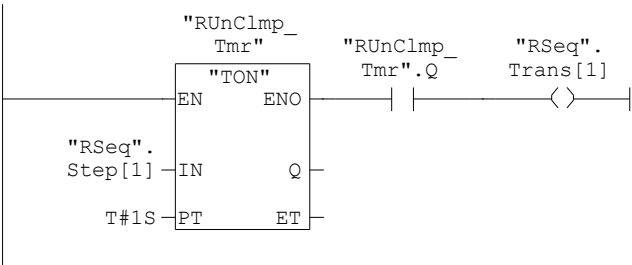 "RUnClmp_
Tmr"
"TON"
EN ENO
"RUnClmp_
Tmr".Q
"RSeq".
Trans[1]
"RSeq".
Step[1]
IN Q
T#1S PT ET